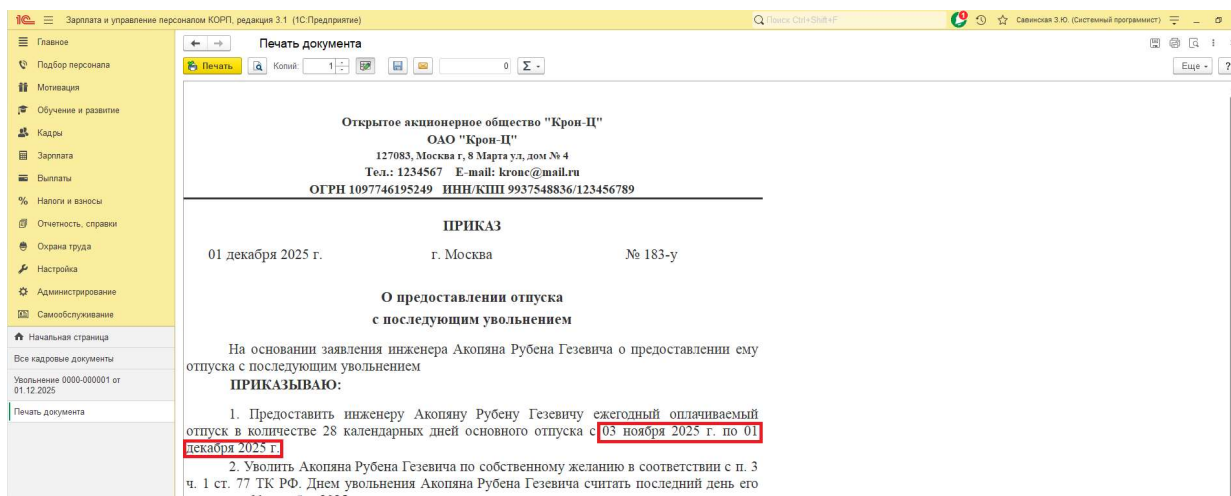 1С Зарплата и управление персоналом КОРП, редакция 3.1 (1С:Предприятие)
Поиск Ctrl+Shift+F
Савинская З.Ю. (Системный программист)
Главное
Подбор персонала
Мотивация
Обучение и развитие
Кадры
Зарплата
Выплаты
Налоги и взносы
Отчетность, справки
Охрана труда
Настройка
Администрирование
Самообслуживание
Начальная страница
Все кадровые документы
Увольнение 0000-000001 от
01.12.2025
Печать документа
Печать документа
Печать Копий: 1 0 Σ Еще ?
Открытое акционерное общество "Крон-Ц"
ОАО "Крон-Ц"
127083, Москва г, 8 Марта ул, дом № 4
Тел.: 1234567 E-mail: kronc@mail.ru
ОГРН 1097746195249 ИНН/КПП 9937548836/123456789
ПРИКАЗ
01 декабря 2025 г. г. Москва № 183-у
О предоставлении отпуска
с последующим увольнением
На основании заявления инженера Акопяна Рубена Гезевича о предоставлении ему
отпуска с последующим увольнением
ПРИКАЗЫВАЮ:
1. Предоставить инженеру Акопяну Рубену Гезевичу ежегодный оплачиваемый
отпуск в количестве 28 календарных дней основного отпуска с 03 ноября 2025 г. по 01
декабря 2025 г.
2. Уволить Акопяна Рубена Гезевича по собственному желанию в соответствии с п. 3
ч. 1 ст. 77 ТК РФ. Днем увольнения Акопяна Рубена Гезевича считать последний день его